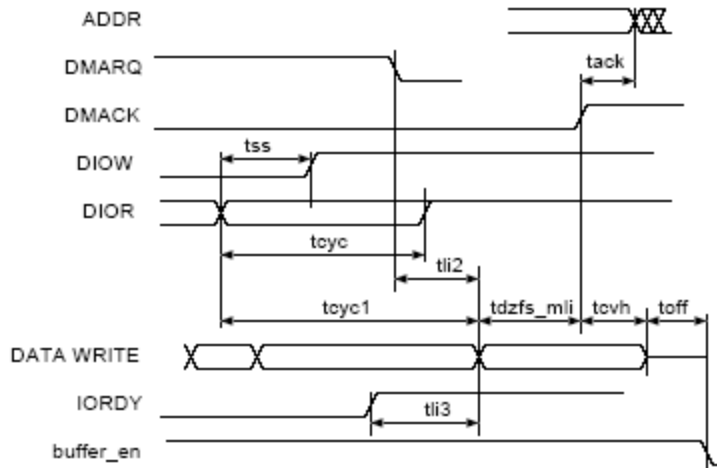 ADDR
DMARQ
tack
DMACK
tss
DIOW
DIOR
tcyc
tli2
tcyc1 tdzfs_mli tcvh toff
DATA WRITE
IORDY
tli3
buffer_en